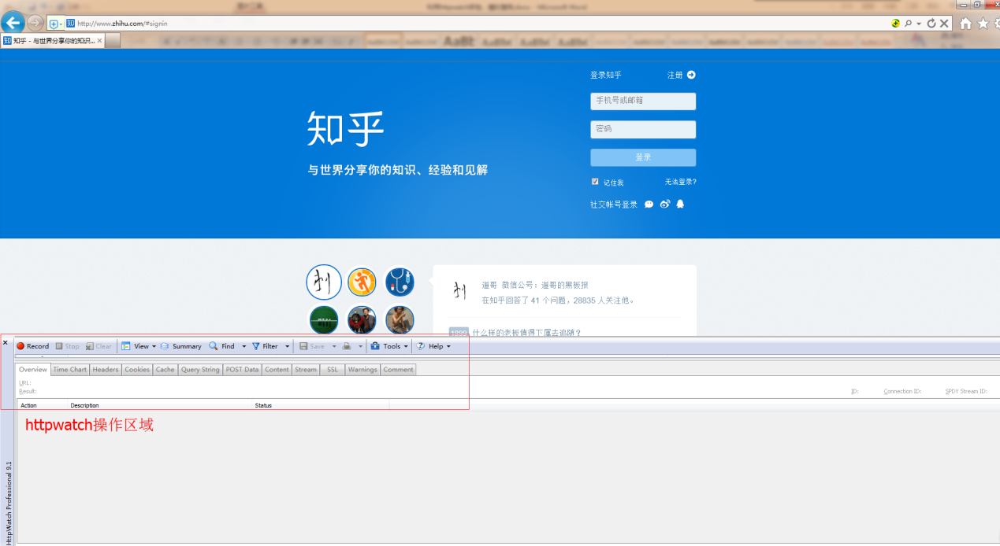 http://www.zhihu.com/#signin
知乎 - 与世界分享你的知识...
登录知乎 注册
手机号或邮箱
知乎
密码
登录
与世界分享你的知识、经验和见解
记住我 无法登录?
社交帐号登录
道哥 微信公号：道哥的黑板报
在知乎回答了 41 个问题，28835 人关注他。
什么样的老板值得下属去追随？
Record Stop Clear View Summary Find Filter Save Tools Help
Overview Time Chart Headers Cookies Cache Query String POST Data Content Stream SSL Warnings Comment
URL:
Result: ID: Connection ID: SPDY Stream ID:
Action Description Status
httpwatch操作区域
HttpWatch Professional 9.1